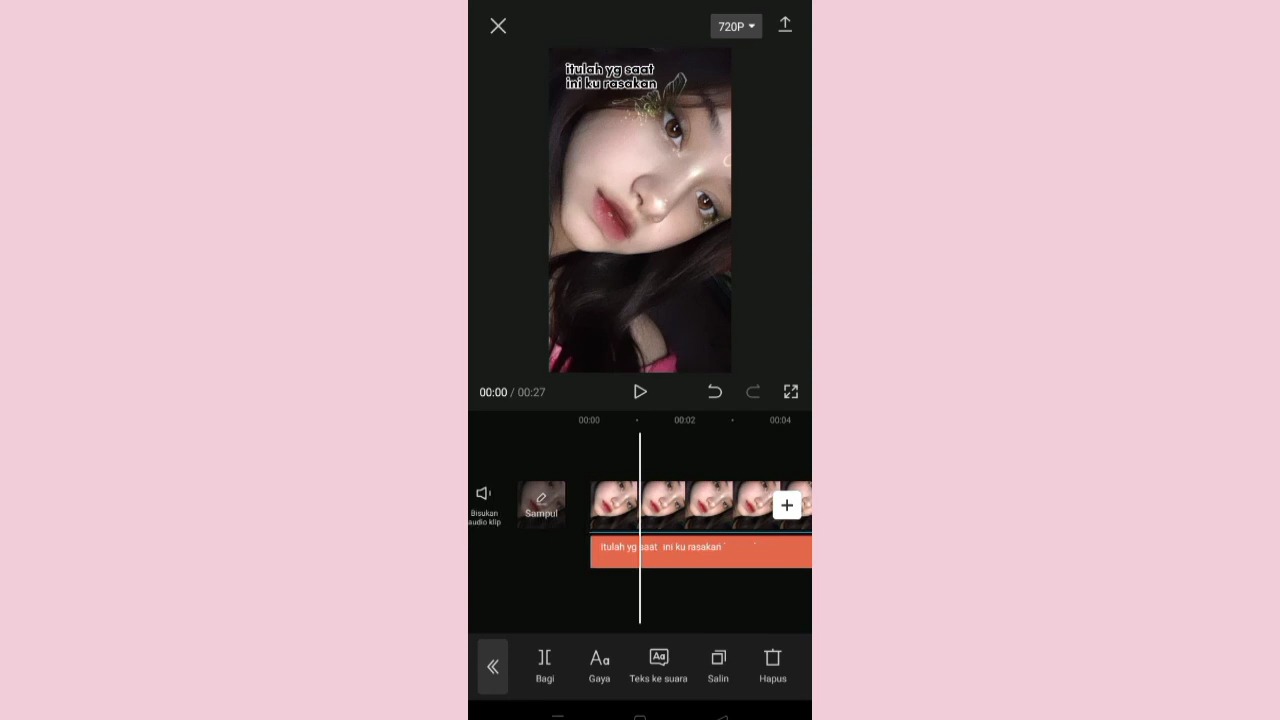 720P
itulah yg saat
ini ku rasakan
00:00 / 00:27
00:00
00:02
00:04
Bisukan
audio klip
Sampul
itulah yg saat ini ku rasakan
Bagi
Gaya
Teks ke suara
Salin
Hapus